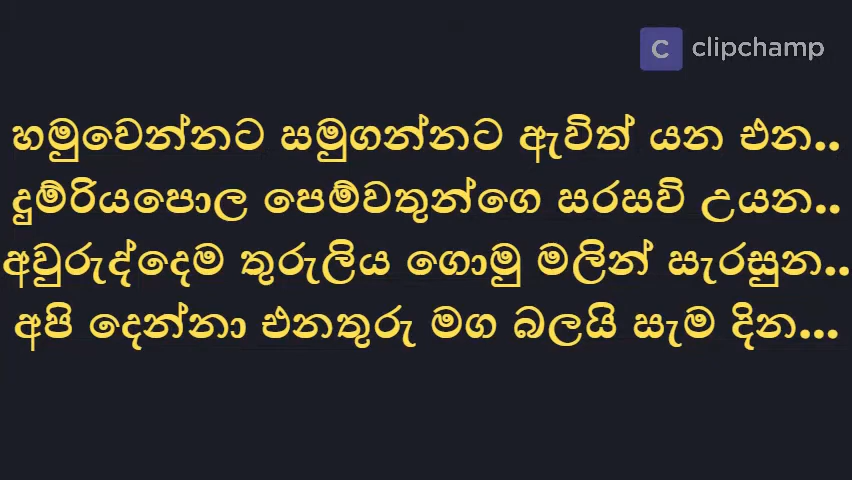 clipchamp
හමුවෙන්නට සමුගන්නට ඇවිත් යන එන..
දුම්රියපොල පෙම්වතුන්ගෙ සරසවි උයන..
අවුරුද්දෙම තුරුලිය ගොමු මලින් සැරසුන..
අපි දෙන්නා එනතුරු මග බලයි සැම දින...